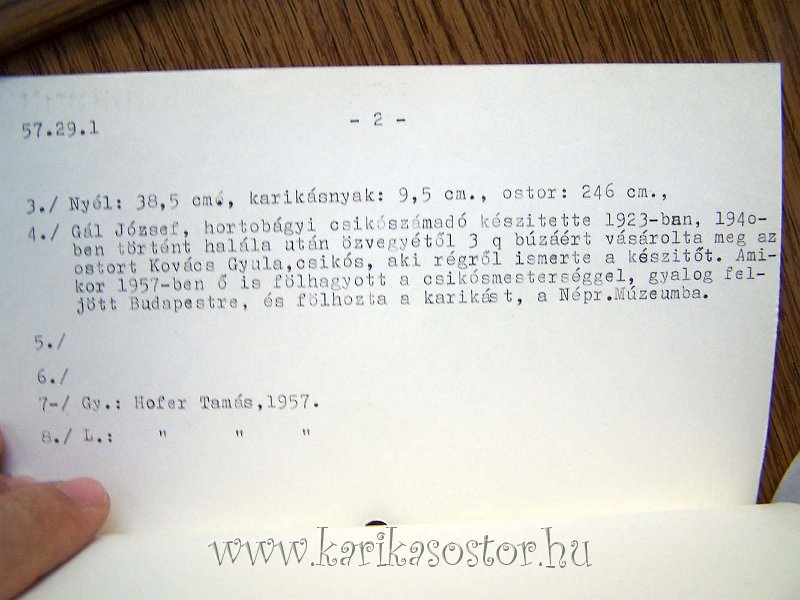 57.29.1
- 2 -
3./ Nyél: 38,5 cm., karikásnyak: 9,5 cm., ostor: 246 cm.,
4./ Gál József, hortobágyi csikószámadó készitette 1923-ban, 1940-
ben történt halála után özvegyétől 3 q búzáért vásárolta meg az
ostort Kovács Gyula,csikós, aki régről ismerte a készitőt. Ami-
kor 1957-ben ő is fölhagyott a csikósmesterséggel, gyalog fel-
jött Budapestre, és fölhozta a karikást, a Népr.Múzeumba.
5./
6./
7-/ Gy.: Hofer Tamás,1957.
8./ L.: " " "
www.karikasostor.hu